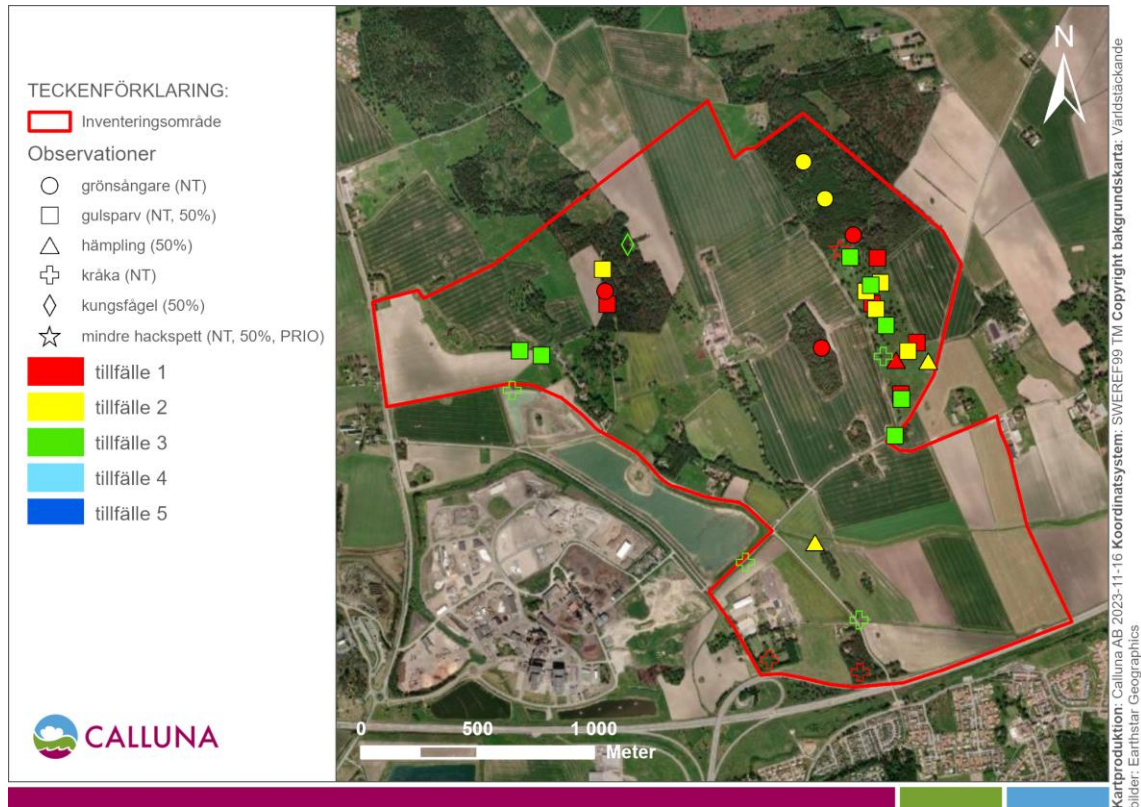 TECKENFÖRKLARING:
Inventeringsområde
Observationer
grönsångare (NT)
gulsparv (NT, 50%)
hämpling (50%)
kråka (NT)
kungsfågel (50%)
mindre hackspett (NT, 50%, PRIO)
tillfälle 1
tillfälle 2
tillfälle 3
tillfälle 4
tillfälle 5
CALLUNA
N
0 500 1 000
Meter
Kartproduktion: Calluna AB 2023-11-16 Koordinatsystem: SWEREF99 TM Copyright bakgrundskarta: Världstäckande
bilder: Earthstar Geographics